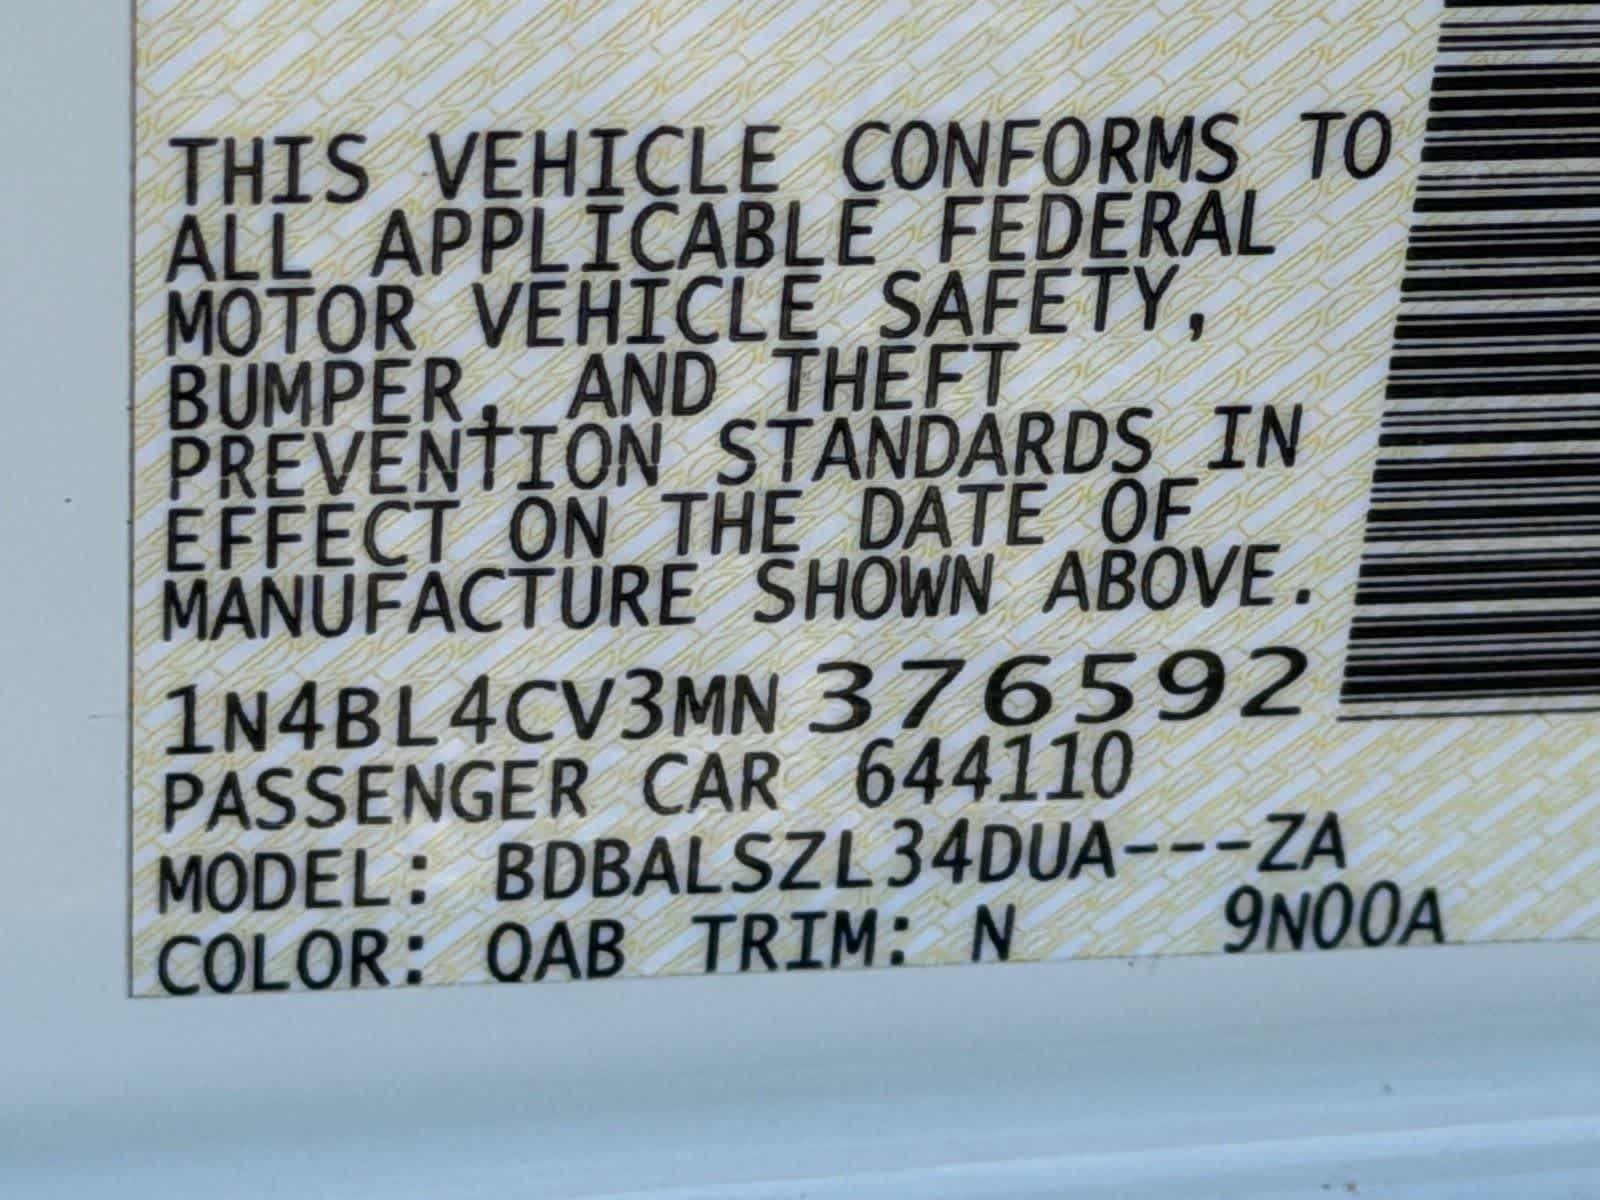 THIS VEHICLE CONFORMS TO
ALL APPLICABLE FEDERAL
MOTOR VEHICLE SAFETY,
BUMPER, AND THEFT
PREVENTION STANDARDS IN
EFFECT ON THE DATE OF
MANUFACTURE SHOWN ABOVE.
1N4BL4CV3MN376592
PASSENGER CAR 644110
MODEL: BDBALSZL34DUA---ZA
COLOR: QAB TRIM: N 9N00A